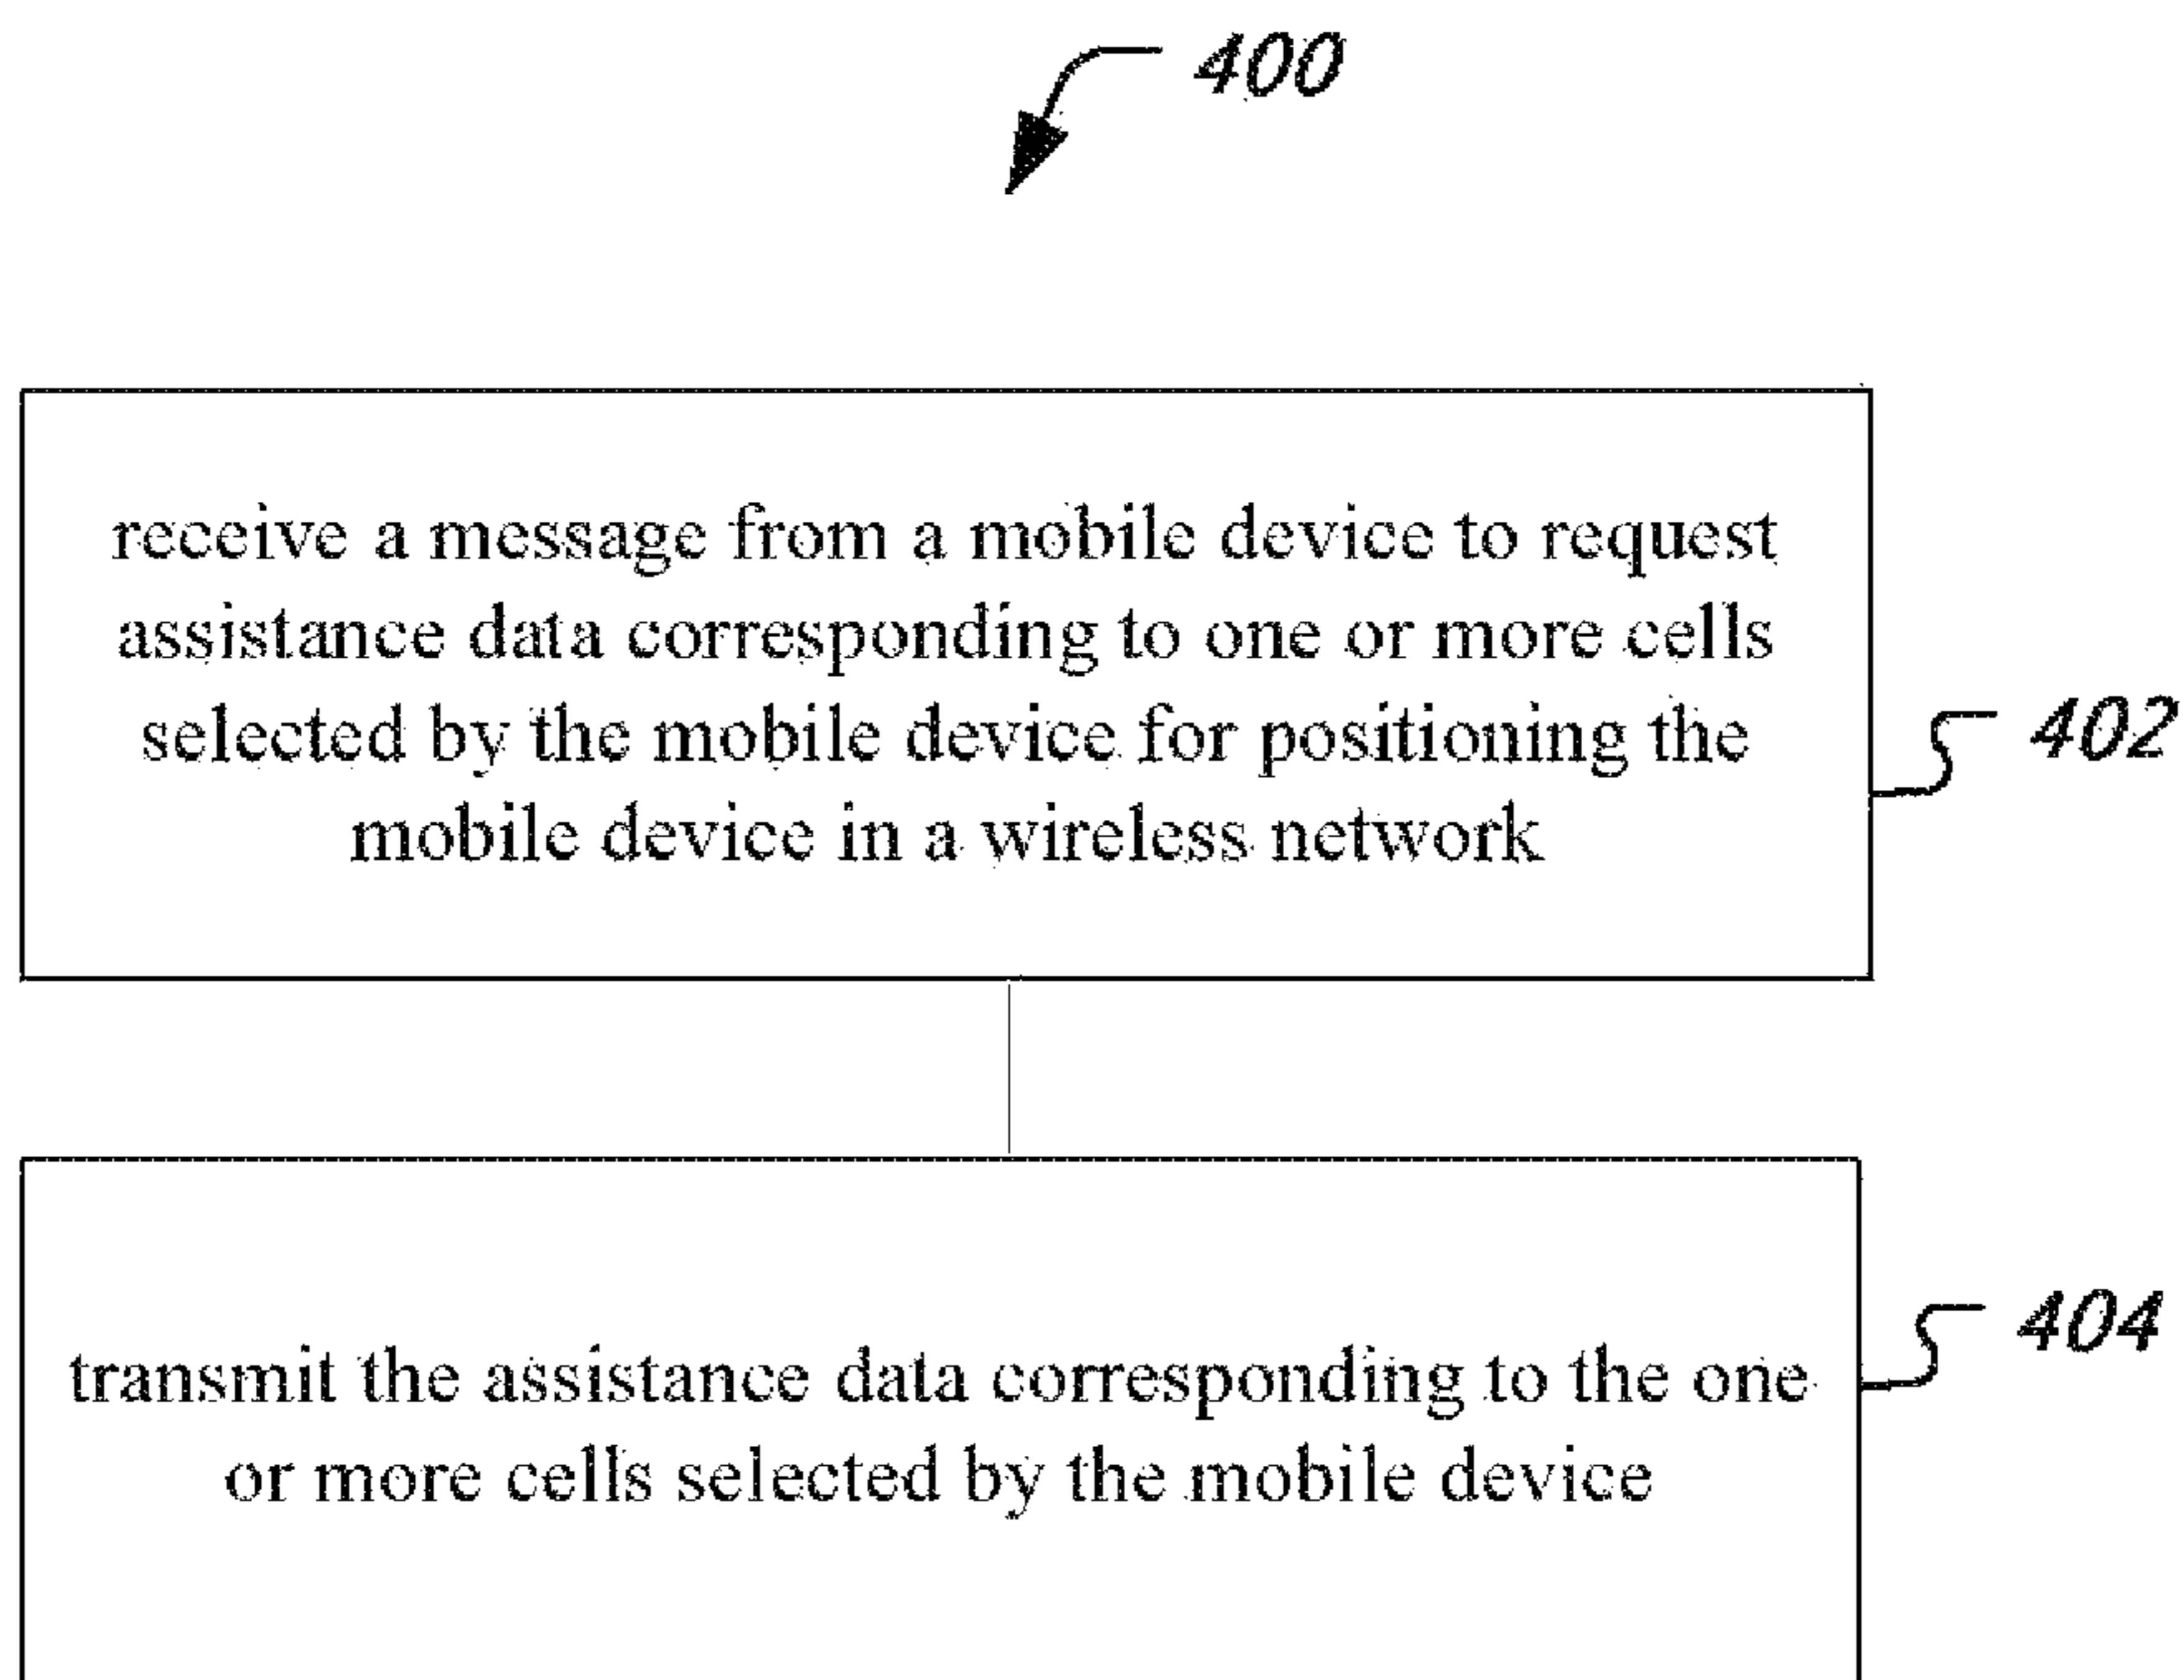 400
receive a message from a mobile device to request
assistance data corresponding to one or more cells
selected by the mobile device for positioning the
mobile device in a wireless network
402
transmit the assistance data corresponding to the one
or more cells selected by the mobile device
404